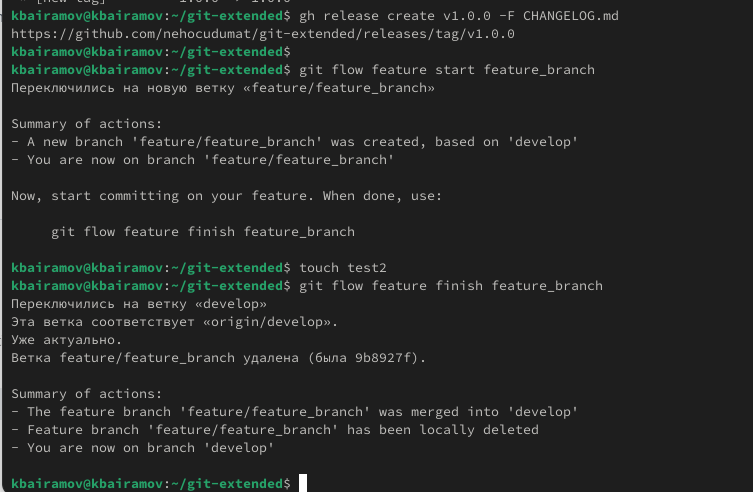 kbairamov@kbairamov:~/git-extended$ gh release create v1.0.0 -F CHANGELOG.md
https://github.com/nehocudumat/git-extended/releases/tag/v1.0.0
kbairamov@kbairamov:~/git-extended$
kbairamov@kbairamov:~/git-extended$ git flow feature start feature_branch
Переключились на новую ветку «feature/feature_branch»
Summary of actions:
- A new branch 'feature/feature_branch' was created, based on 'develop'
- You are now on branch 'feature/feature_branch'
Now, start committing on your feature. When done, use:
git flow feature finish feature_branch
kbairamov@kbairamov:~/git-extended$ touch test2
kbairamov@kbairamov:~/git-extended$ git flow feature finish feature_branch
Переключились на ветку «develop»
Эта ветка соответствует «origin/develop».
Уже актуально.
Ветка feature/feature_branch удалена (была 9b8927f).
Summary of actions:
- The feature branch 'feature/feature_branch' was merged into 'develop'
- Feature branch 'feature/feature_branch' has been locally deleted
- You are now on branch 'develop'
kbairamov@kbairamov:~/git-extended$